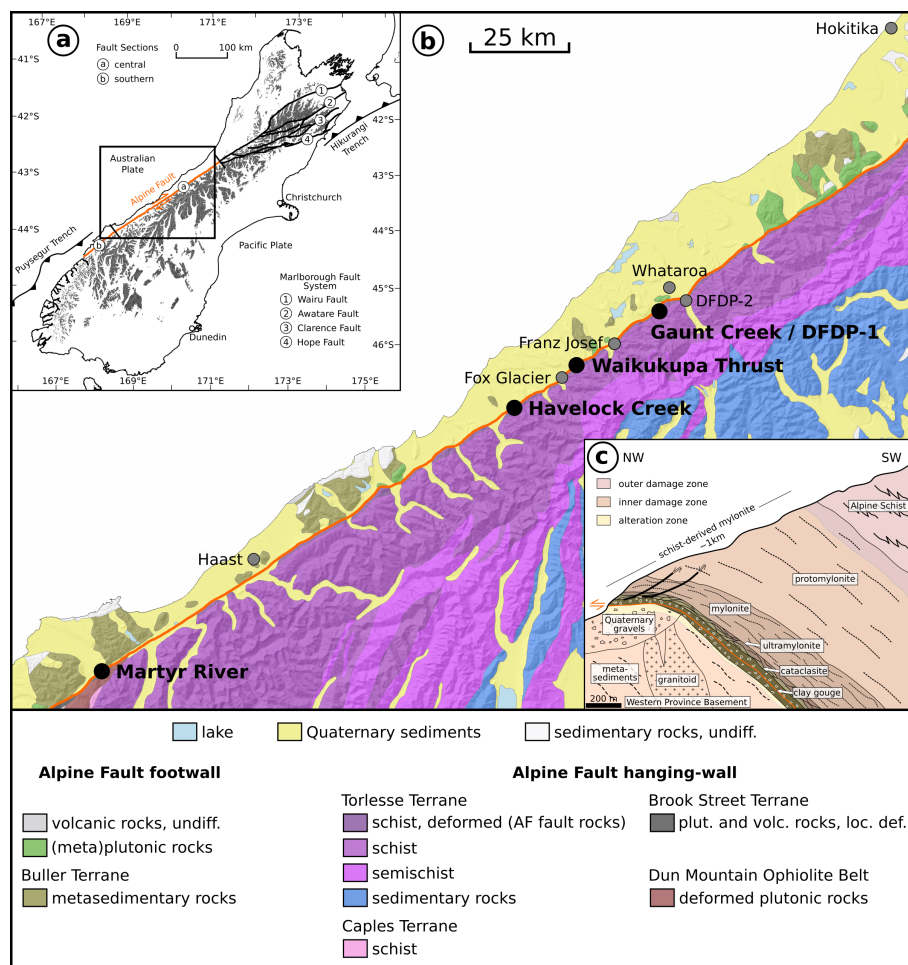 167°E
169°E
171°E
173°E
a
Fault Sections
a central
b southern
0 100 km
41°S
42°S
43°S
44°S
45°S
46°S
1
2
3
4
Hikurangi
Trench
Australian
Plate
Alpine Fault
a
b
Christchurch
Puysegur Trench
Pacific Plate
Dunedin
Marlborough Fault
System
1 Wairu Fault
2 Awatare Fault
3 Clarence Fault
4 Hope Fault
167°E
169°E
171°E
173°E
175°E
b
25 km
Hokitika
Whataroa
DFDP-2
Gaunt Creek / DFDP-1
Franz Josef
Waikukupa Thrust
Fox Glacier
Havelock Creek
Haast
Martyr River
c
NW
SW
outer damage zone
inner damage zone
alteration zone
schist-derived mylonite
~1km
Alpine Schist
protomylonite
mylonite
Quaternary
gravels
ultramylonite
cataclasite
clay gouge
meta-
sediments
granitoid
200 m
Western Province Basement
lake
Quaternary sediments
sedimentary rocks, undiff.
Alpine Fault footwall
volcanic rocks, undiff.
(meta)plutonic rocks
Buller Terrane
metasedimentary rocks
Alpine Fault hanging-wall
Torlesse Terrane
schist, deformed (AF fault rocks)
schist
semischist
sedimentary rocks
Caples Terrane
schist
Brook Street Terrane
plut. and volc. rocks, loc. def.
Dun Mountain Ophiolite Belt
deformed plutonic rocks